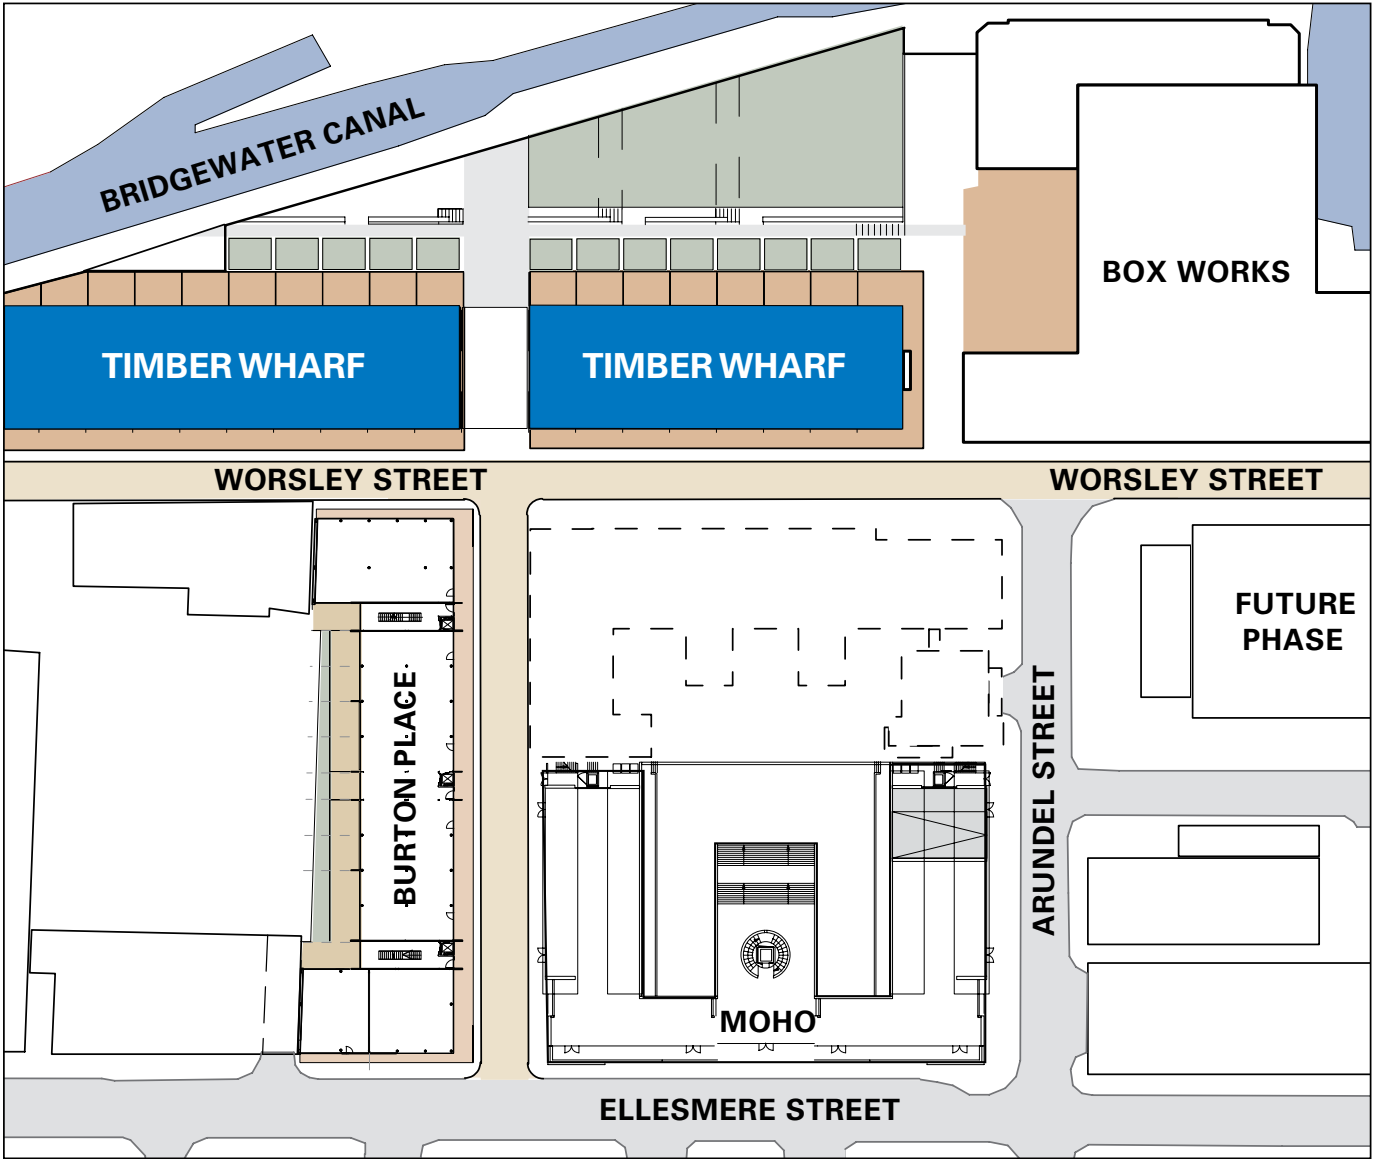 BRIDGEWATER CANAL
BOX WORKS
TIMBER WHARF
TIMBER WHARF
WORSLEY STREET
WORSLEY STREET
FUTURE
PHASE
BURTON PLACE
ARUNDEL STREET
MOHO
ELLESMERE STREET